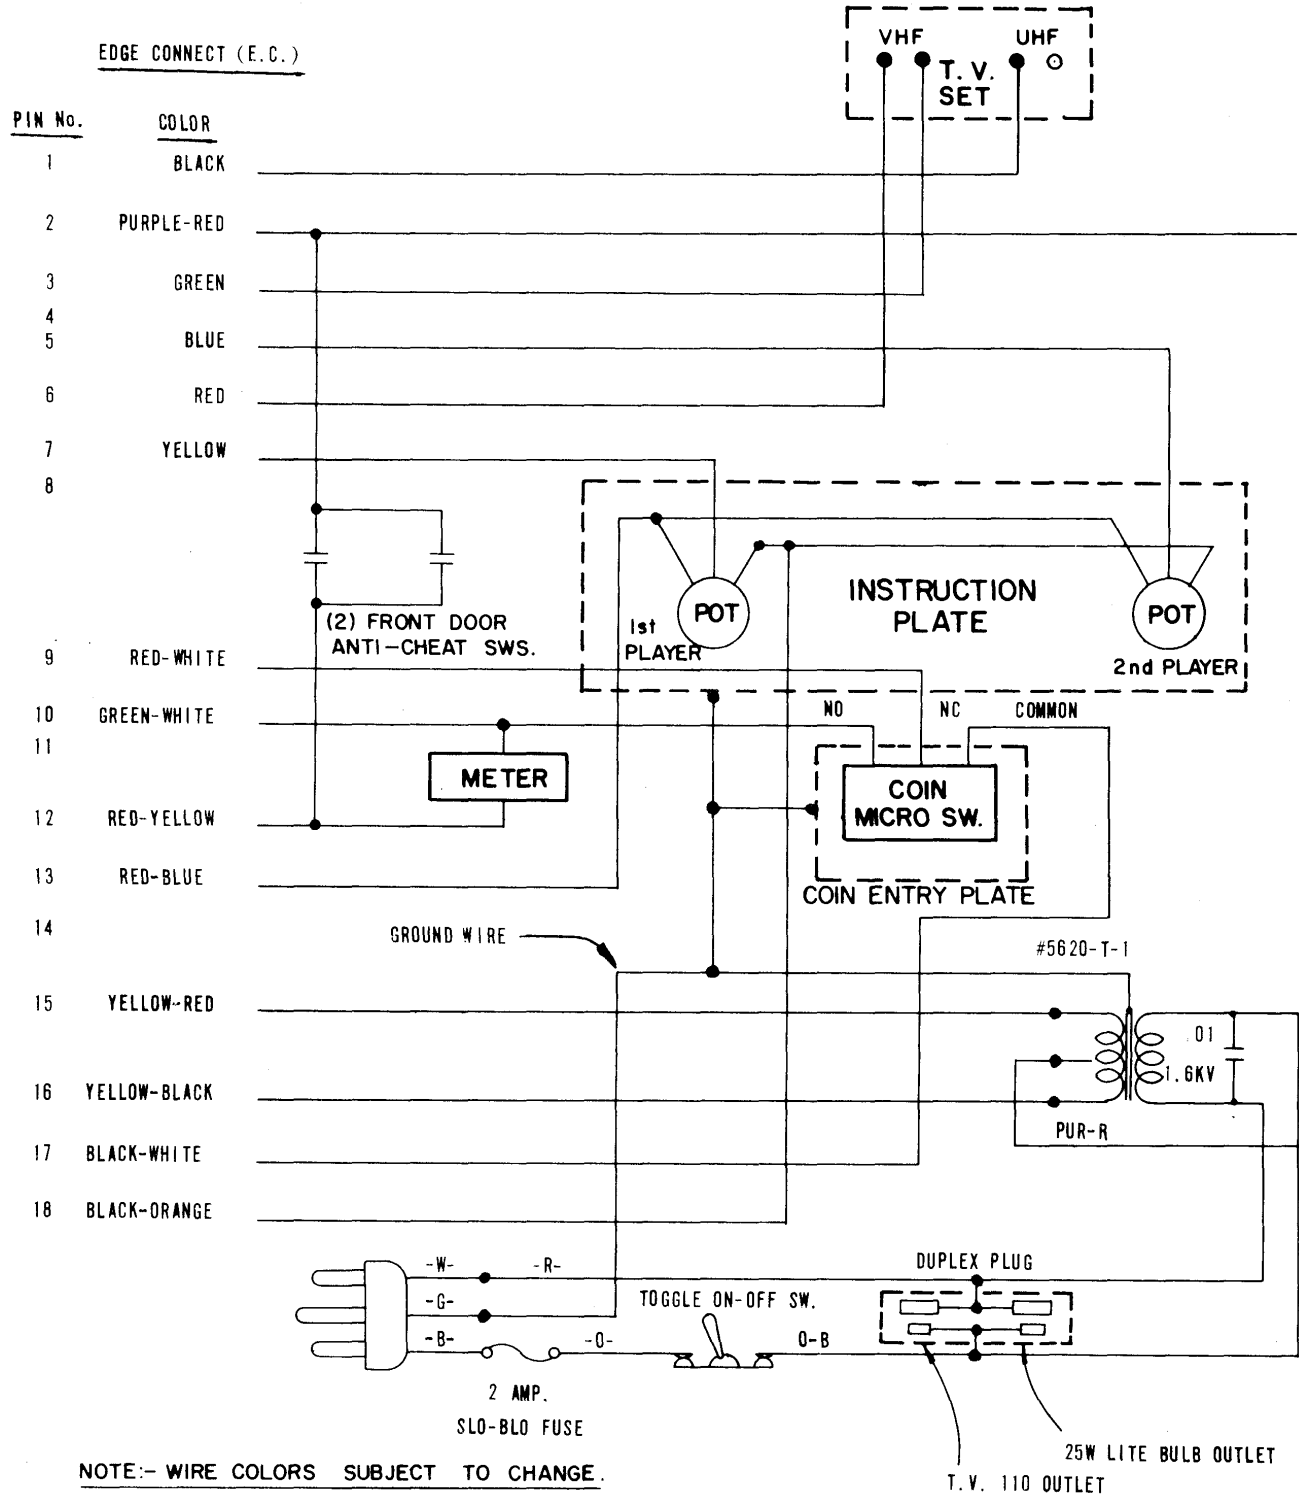 EDGE CONNECT (E.C.)
VHF UHF
T. V.
SET
PIN No. COLOR
1 BLACK
2 PURPLE-RED
3 GREEN
4
5 BLUE
6 RED
7 YELLOW
8
INSTRUCTION
PLATE
POT
POT
(2) FRONT DOOR
ANTI-CHEAT SWS.
1st
PLAYER
2nd PLAYER
9 RED-WHITE
10 GREEN-WHITE
NO NC COMMON
11
METER
COIN
MICRO SW.
12 RED-YELLOW
13 RED-BLUE
COIN ENTRY PLATE
14
GROUND WIRE
#5620-T-1
15 YELLOW-RED
.01
1.6KV
16 YELLOW-BLACK
PUR-R
17 BLACK-WHITE
18 BLACK-ORANGE
-W- -R-
DUPLEX PLUG
-G-
TOGGLE ON-OFF SW.
-B- -O- O-B
2 AMP.
SLO-BLO FUSE
25W LITE BULB OUTLET
T.V. 110 OUTLET
NOTE:- WIRE COLORS SUBJECT TO CHANGE.